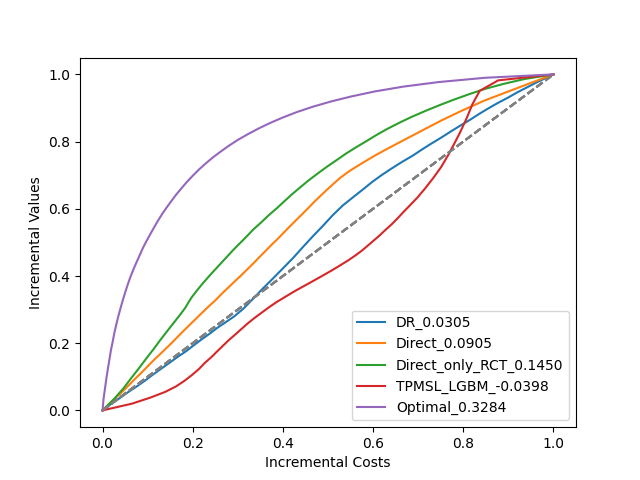 1.0
0.8
0.6
0.4
0.2
0.0
Incremental Values
0.0 0.2 0.4 0.6 0.8 1.0
Incremental Costs
DR_0.0305
Direct_0.0905
Direct_only_RCT_0.1450
TPMSL_LGBM_-0.0398
Optimal_0.3284